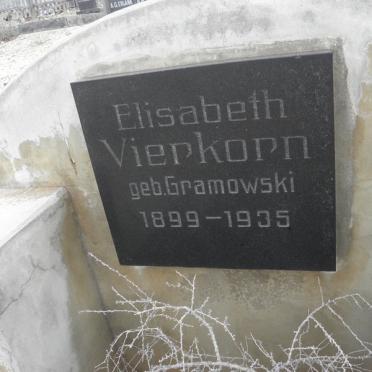 Elisabeth
Vierkorn
geb.Gramowski
1899-1935